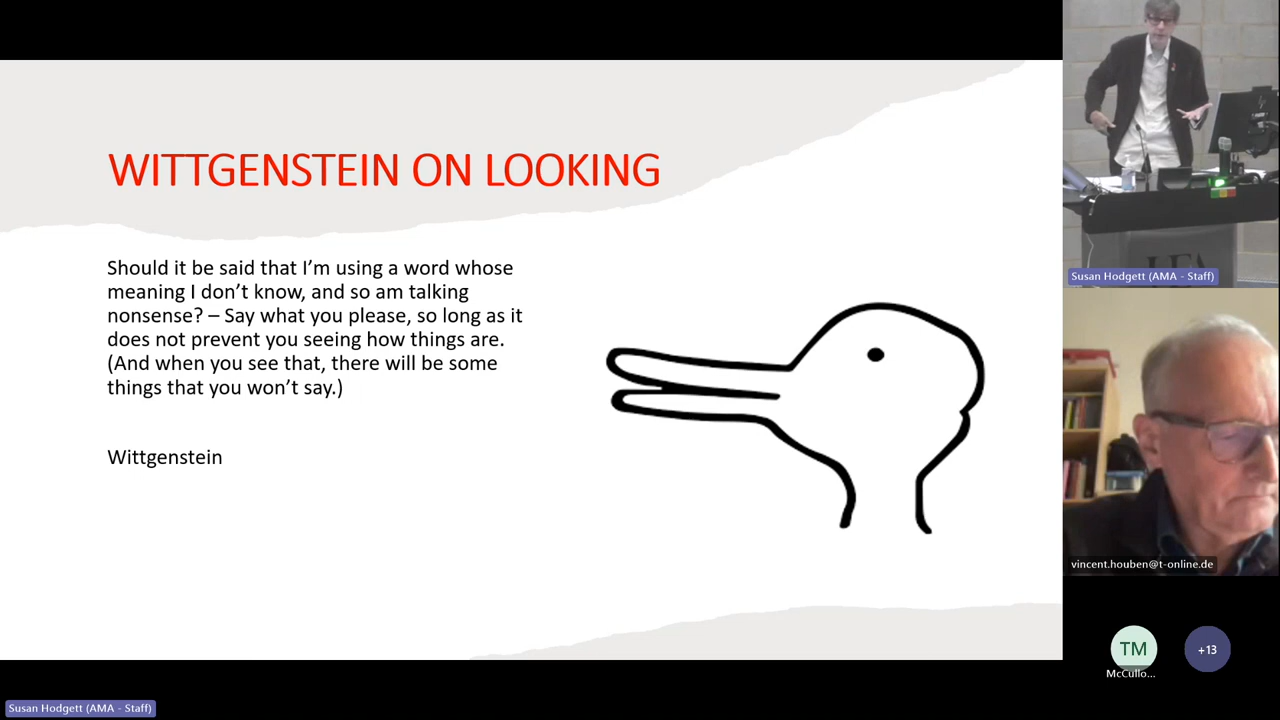 WITTGENSTEIN ON LOOKING
Should it be said that I’m using a word whose
meaning I don’t know, and so am talking
nonsense? – Say what you please, so long as it
does not prevent you seeing how things are.
(And when you see that, there will be some
things that you won’t say.)
Wittgenstein
Susan Hodgett (AMA - Staff)
vincent.houben@t-online.de
TM
McCullo...
+13
Susan Hodgett (AMA - Staff)